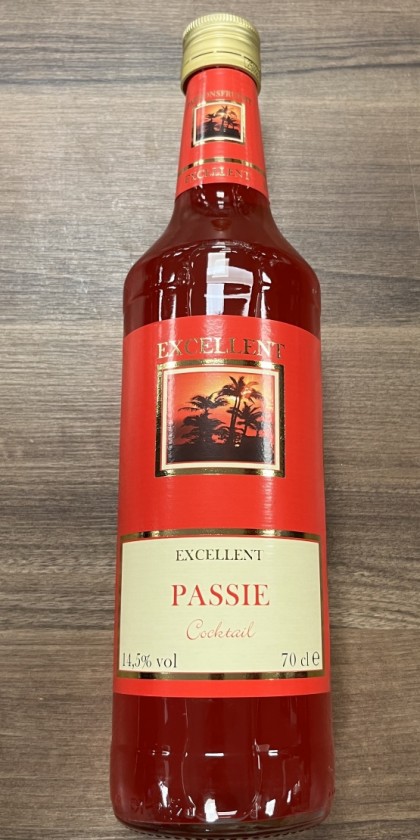 EXCELLENT
EXCELLENT
EXCELLENT
PASSIE
Cocktail
14,5% vol 70 cl e